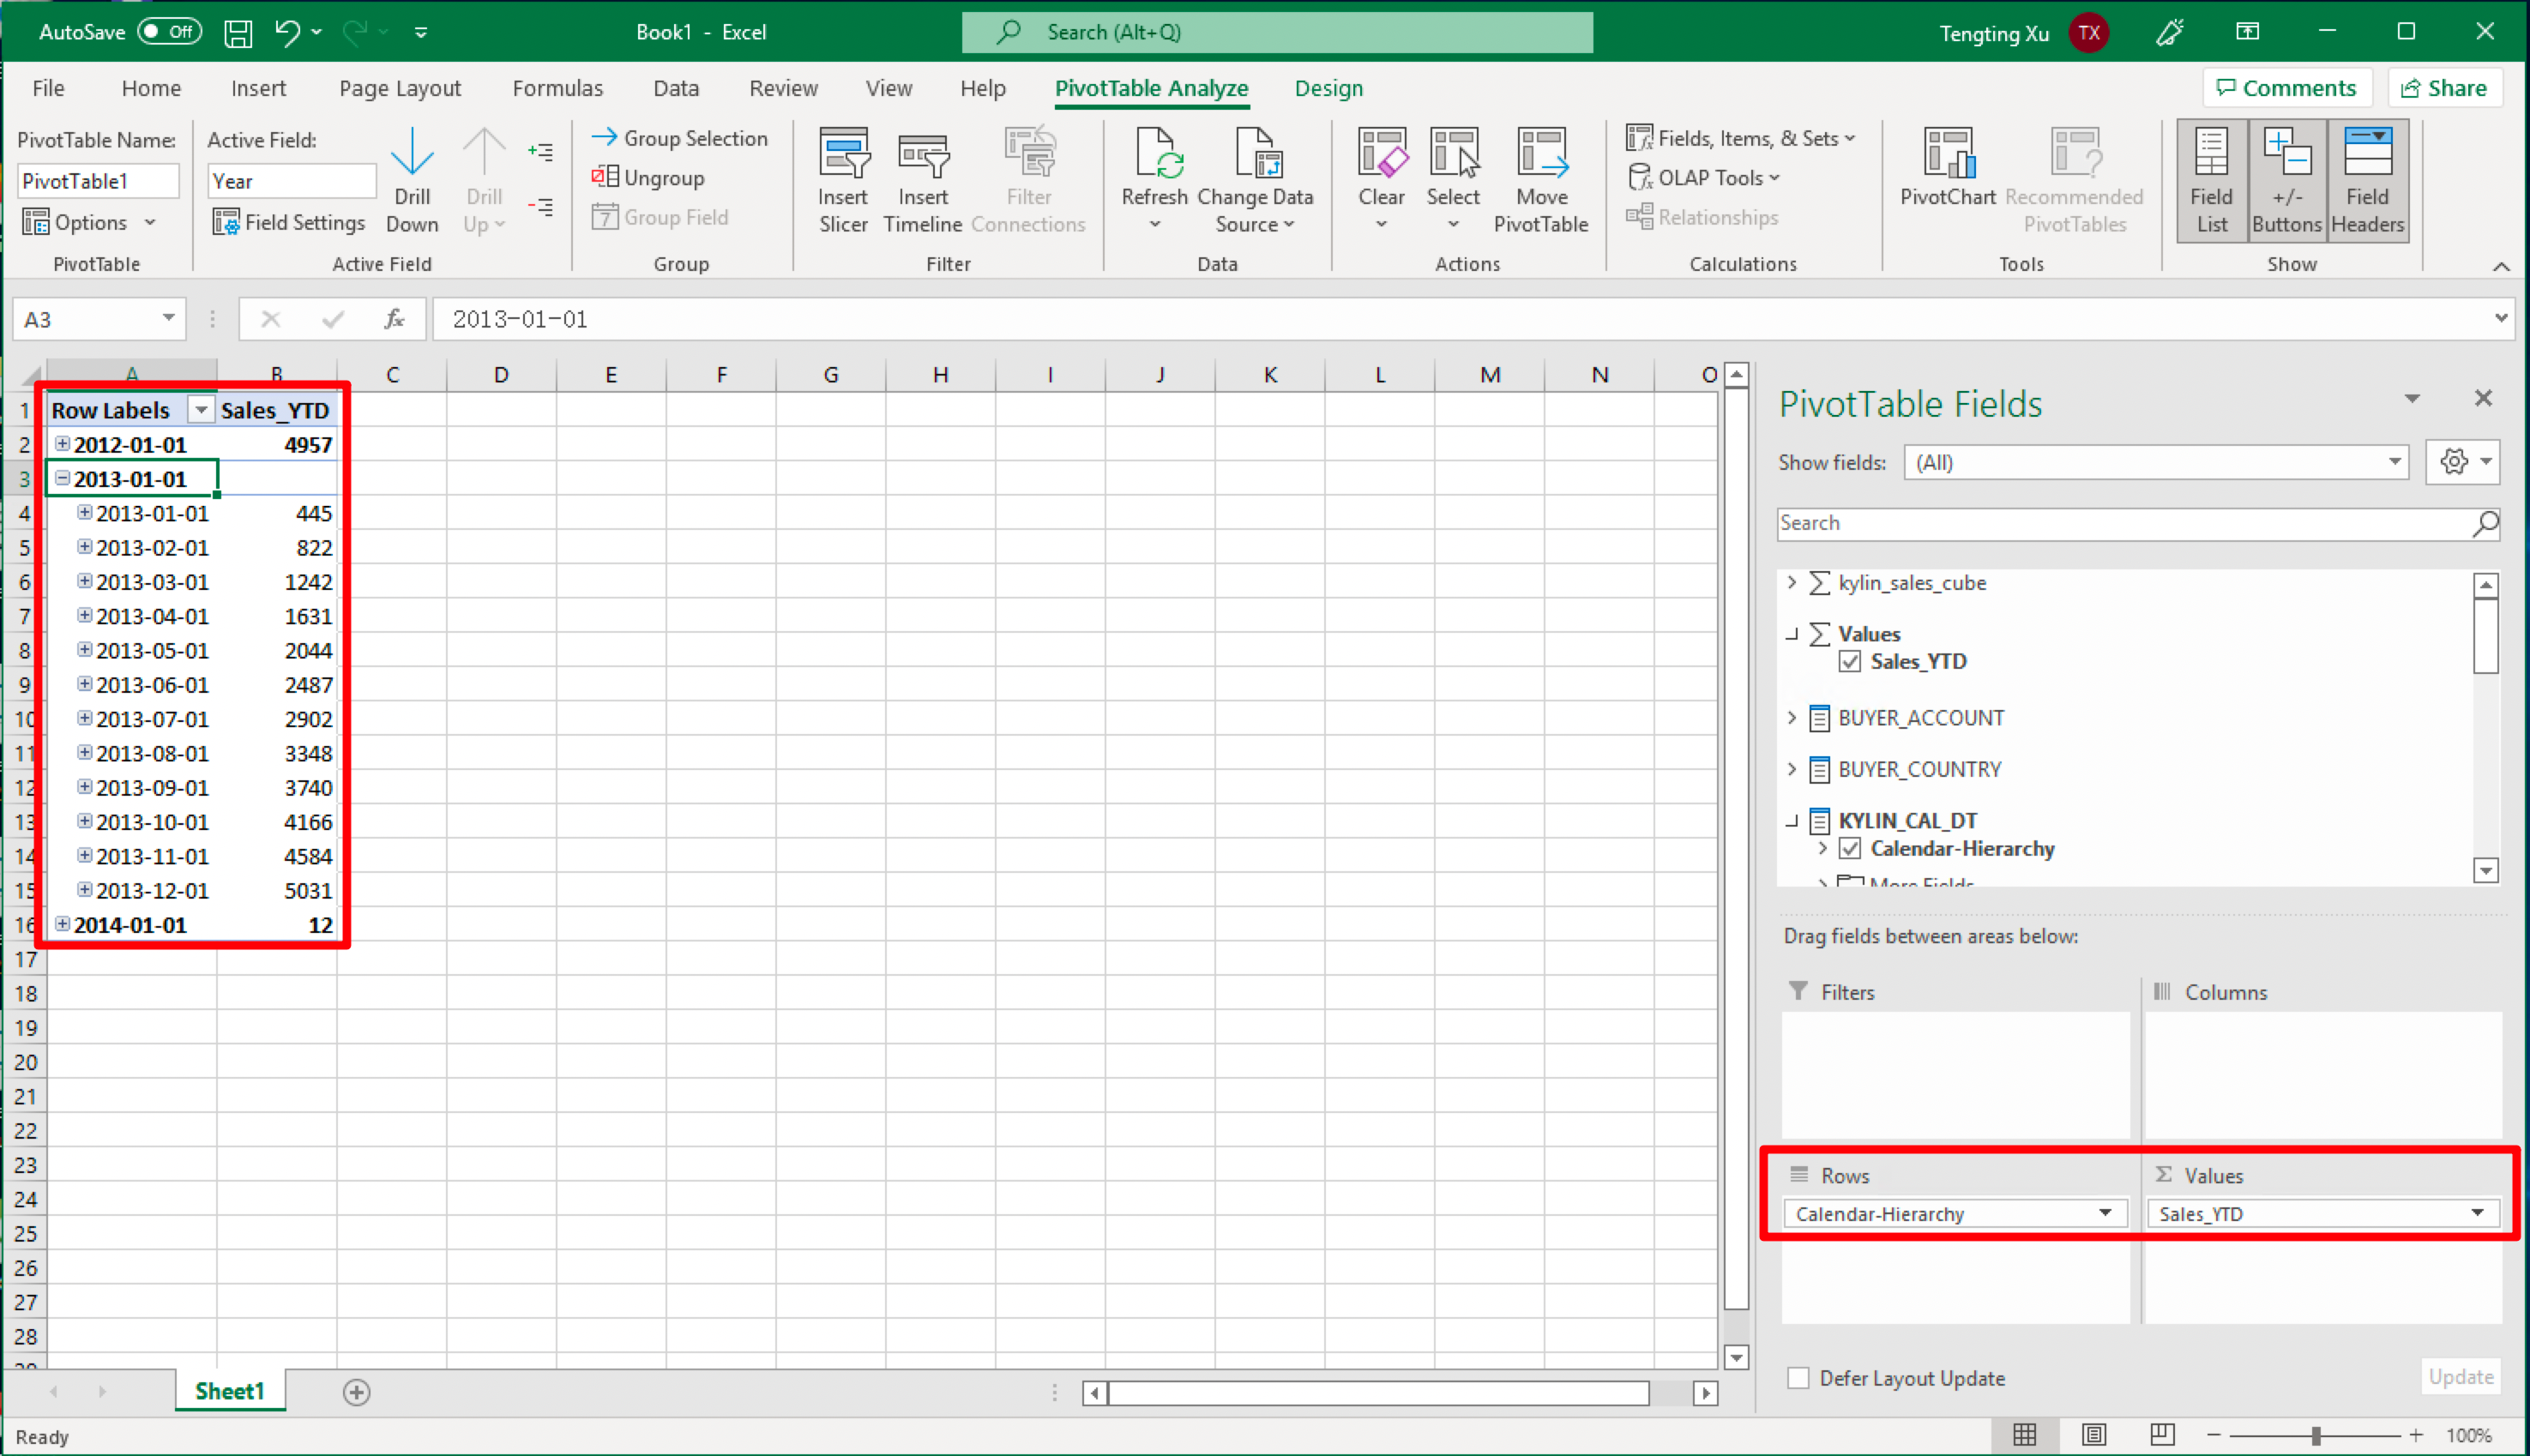 AutoSave Off Book1 - Excel Search (Alt+Q) Tengting Xu TX
File Home Insert Page Layout Formulas Data Review View Help PivotTable Analyze Design Comments Share
PivotTable Name:
PivotTable1
Options
PivotTable
Active Field:
Year
Field Settings
Drill Down
Drill Up
Active Field
Group Selection
Ungroup
7 Group Field
Group
Insert Slicer
Insert Timeline
Filter Connections
Filter
Refresh
Change Data Source
Data
Clear
Select
Move PivotTable
Actions
Fields, Items, & Sets
OLAP Tools
Relationships
Calculations
PivotChart
Recommended PivotTables
Tools
Field List
+/- Buttons
Field Headers
Show
A3 fx 2013-01-01
A B C D E F G H I J K L M N O
1 Row Labels Sales_YTD
2 2012-01-01 4957
3 2013-01-01
4 2013-01-01 445
5 2013-02-01 822
6 2013-03-01 1242
7 2013-04-01 1631
8 2013-05-01 2044
9 2013-06-01 2487
10 2013-07-01 2902
11 2013-08-01 3348
12 2013-09-01 3740
13 2013-10-01 4166
14 2013-11-01 4584
15 2013-12-01 5031
16 2014-01-01 12
17
18
19
20
21
22
23
24
25
26
27
28
Sheet1
Ready
PivotTable Fields
Show fields: (All)
Search
kylin_sales_cube
Values
Sales_YTD
BUYER_ACCOUNT
BUYER_COUNTRY
KYLIN_CAL_DT
Calendar-Hierarchy
More Fields
Drag fields between areas below:
Filters Columns
Rows Values
Calendar-Hierarchy Sales_YTD
Defer Layout Update Update
100%